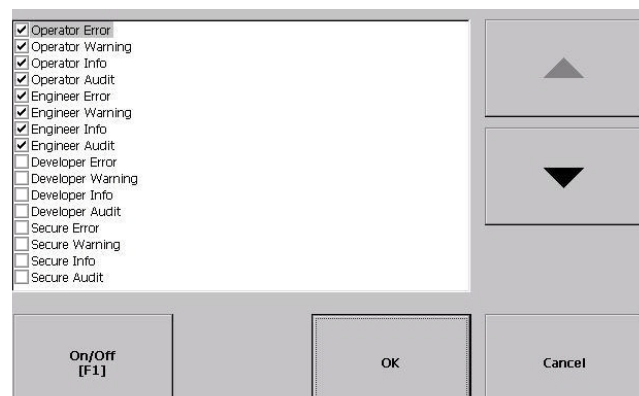 Operator Error
Operator Warning
Operator Info
Operator Audit
Engineer Error
Engineer Warning
Engineer Info
Engineer Audit
Developer Error
Developer Warning
Developer Info
Developer Audit
Secure Error
Secure Warning
Secure Info
Secure Audit
On/Off
[F1]
OK
Cancel